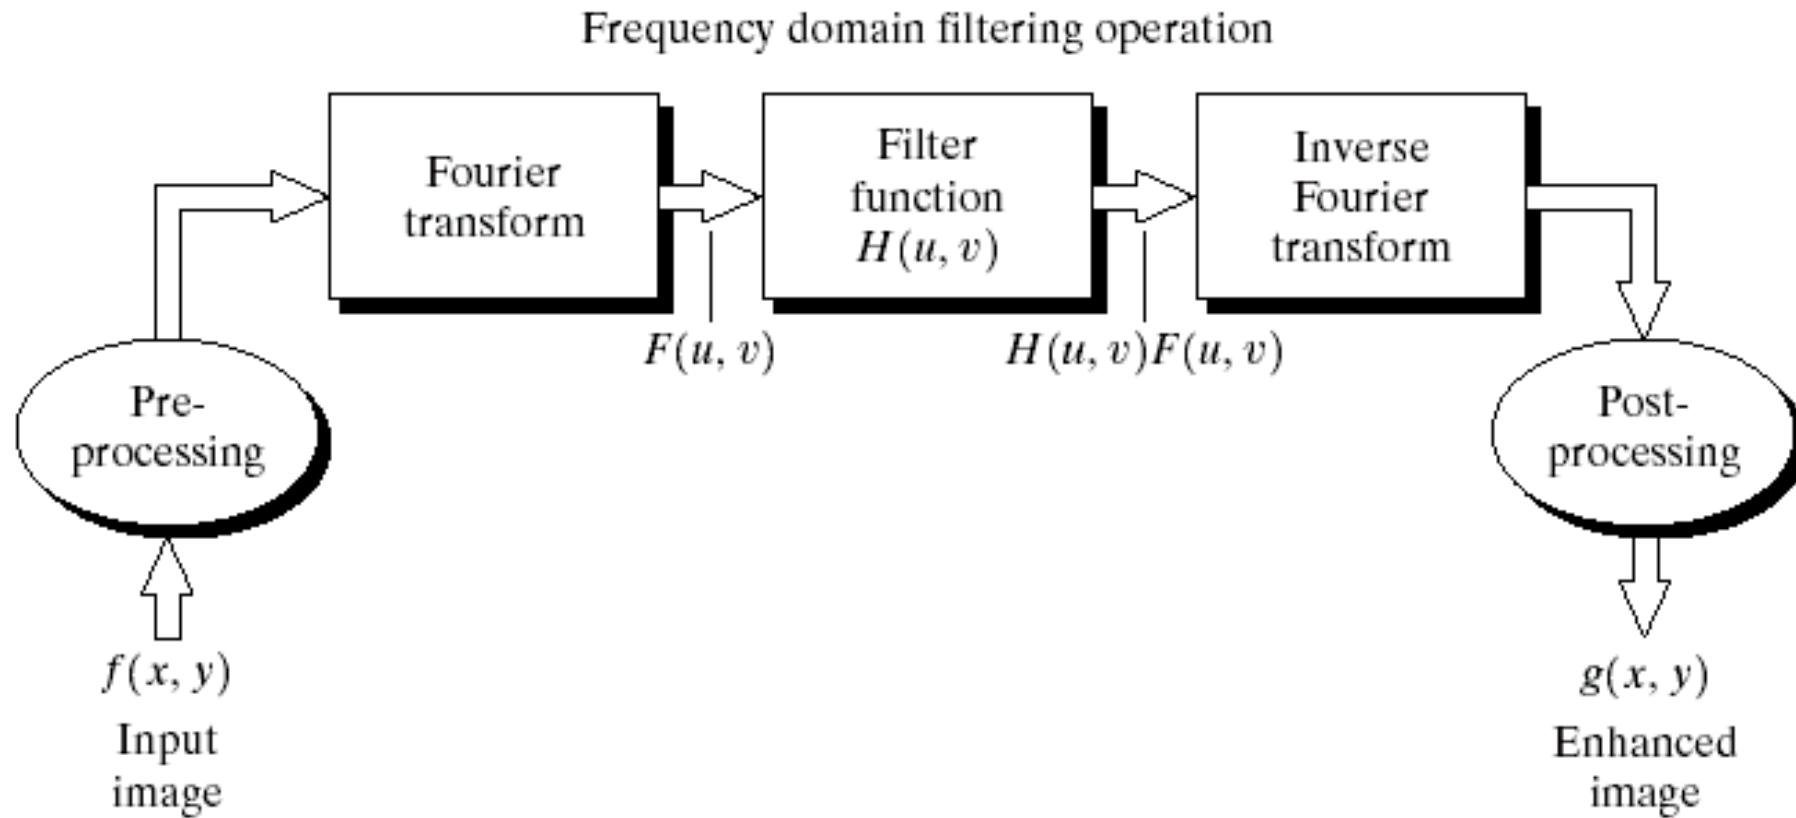 Frequency domain filtering operation
Fourier
transform
Filter
function
H(u, v)
Inverse
Fourier
transform
F(u, v)
H(u, v)F(u, v)
Pre-
processing
Post-
processing
f(x, y)
Input
image
g(x, y)
Enhanced
image